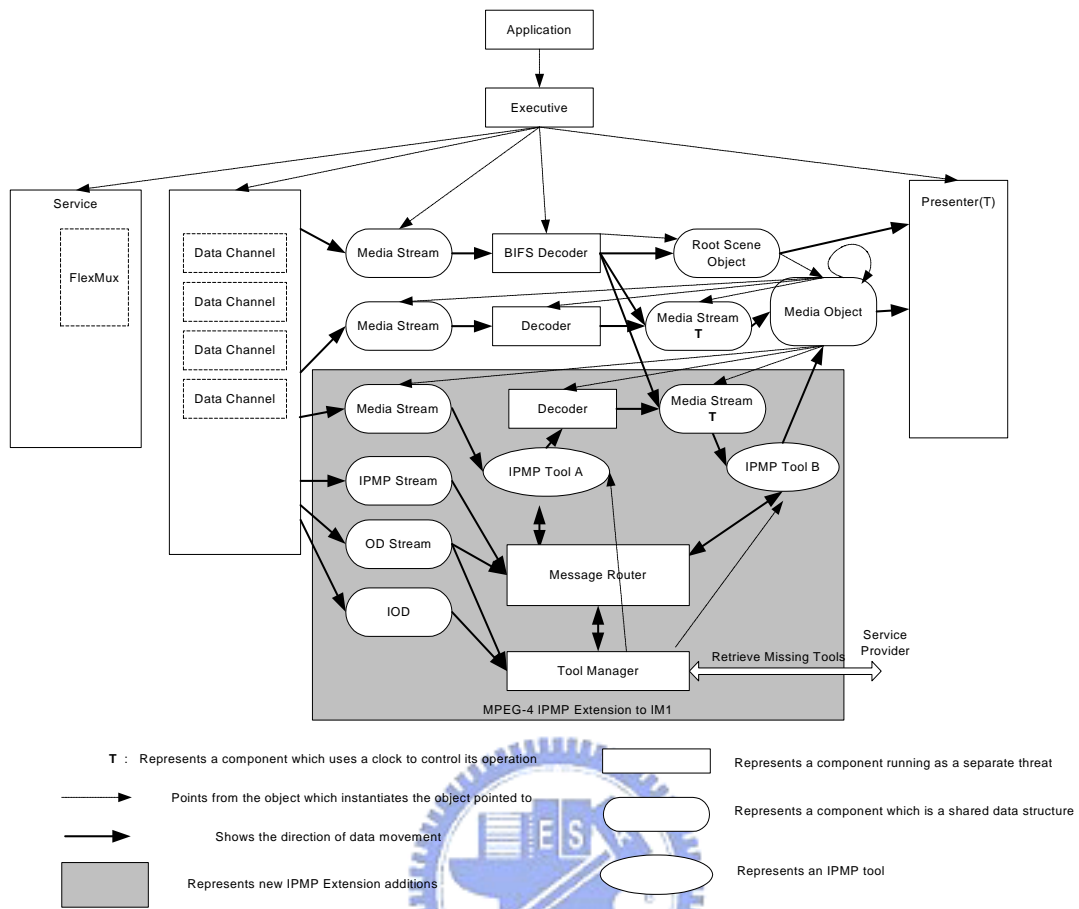 Application
Executive
Service
FlexMux
Data Channel
Data Channel
Data Channel
Data Channel
Presenter(T)
Media Stream
BIFS Decoder
Root Scene
Object
Media Stream
Decoder
Media Stream
T
Media Object
Media Stream
Decoder
Media Stream
T
IPMP Tool A
IPMP Tool B
IPMP Stream
OD Stream
Message Router
IOD
Tool Manager
Retrieve Missing Tools
Service
Provider
MPEG-4 IPMP Extension to IM1
T : Represents a component which uses a clock to control its operation
Points from the object which instantiates the object pointed to
Shows the direction of data movement
Represents new IPMP Extension additions
Represents a component running as a separate threat
Represents a component which is a shared data structure
Represents an IPMP tool
ES